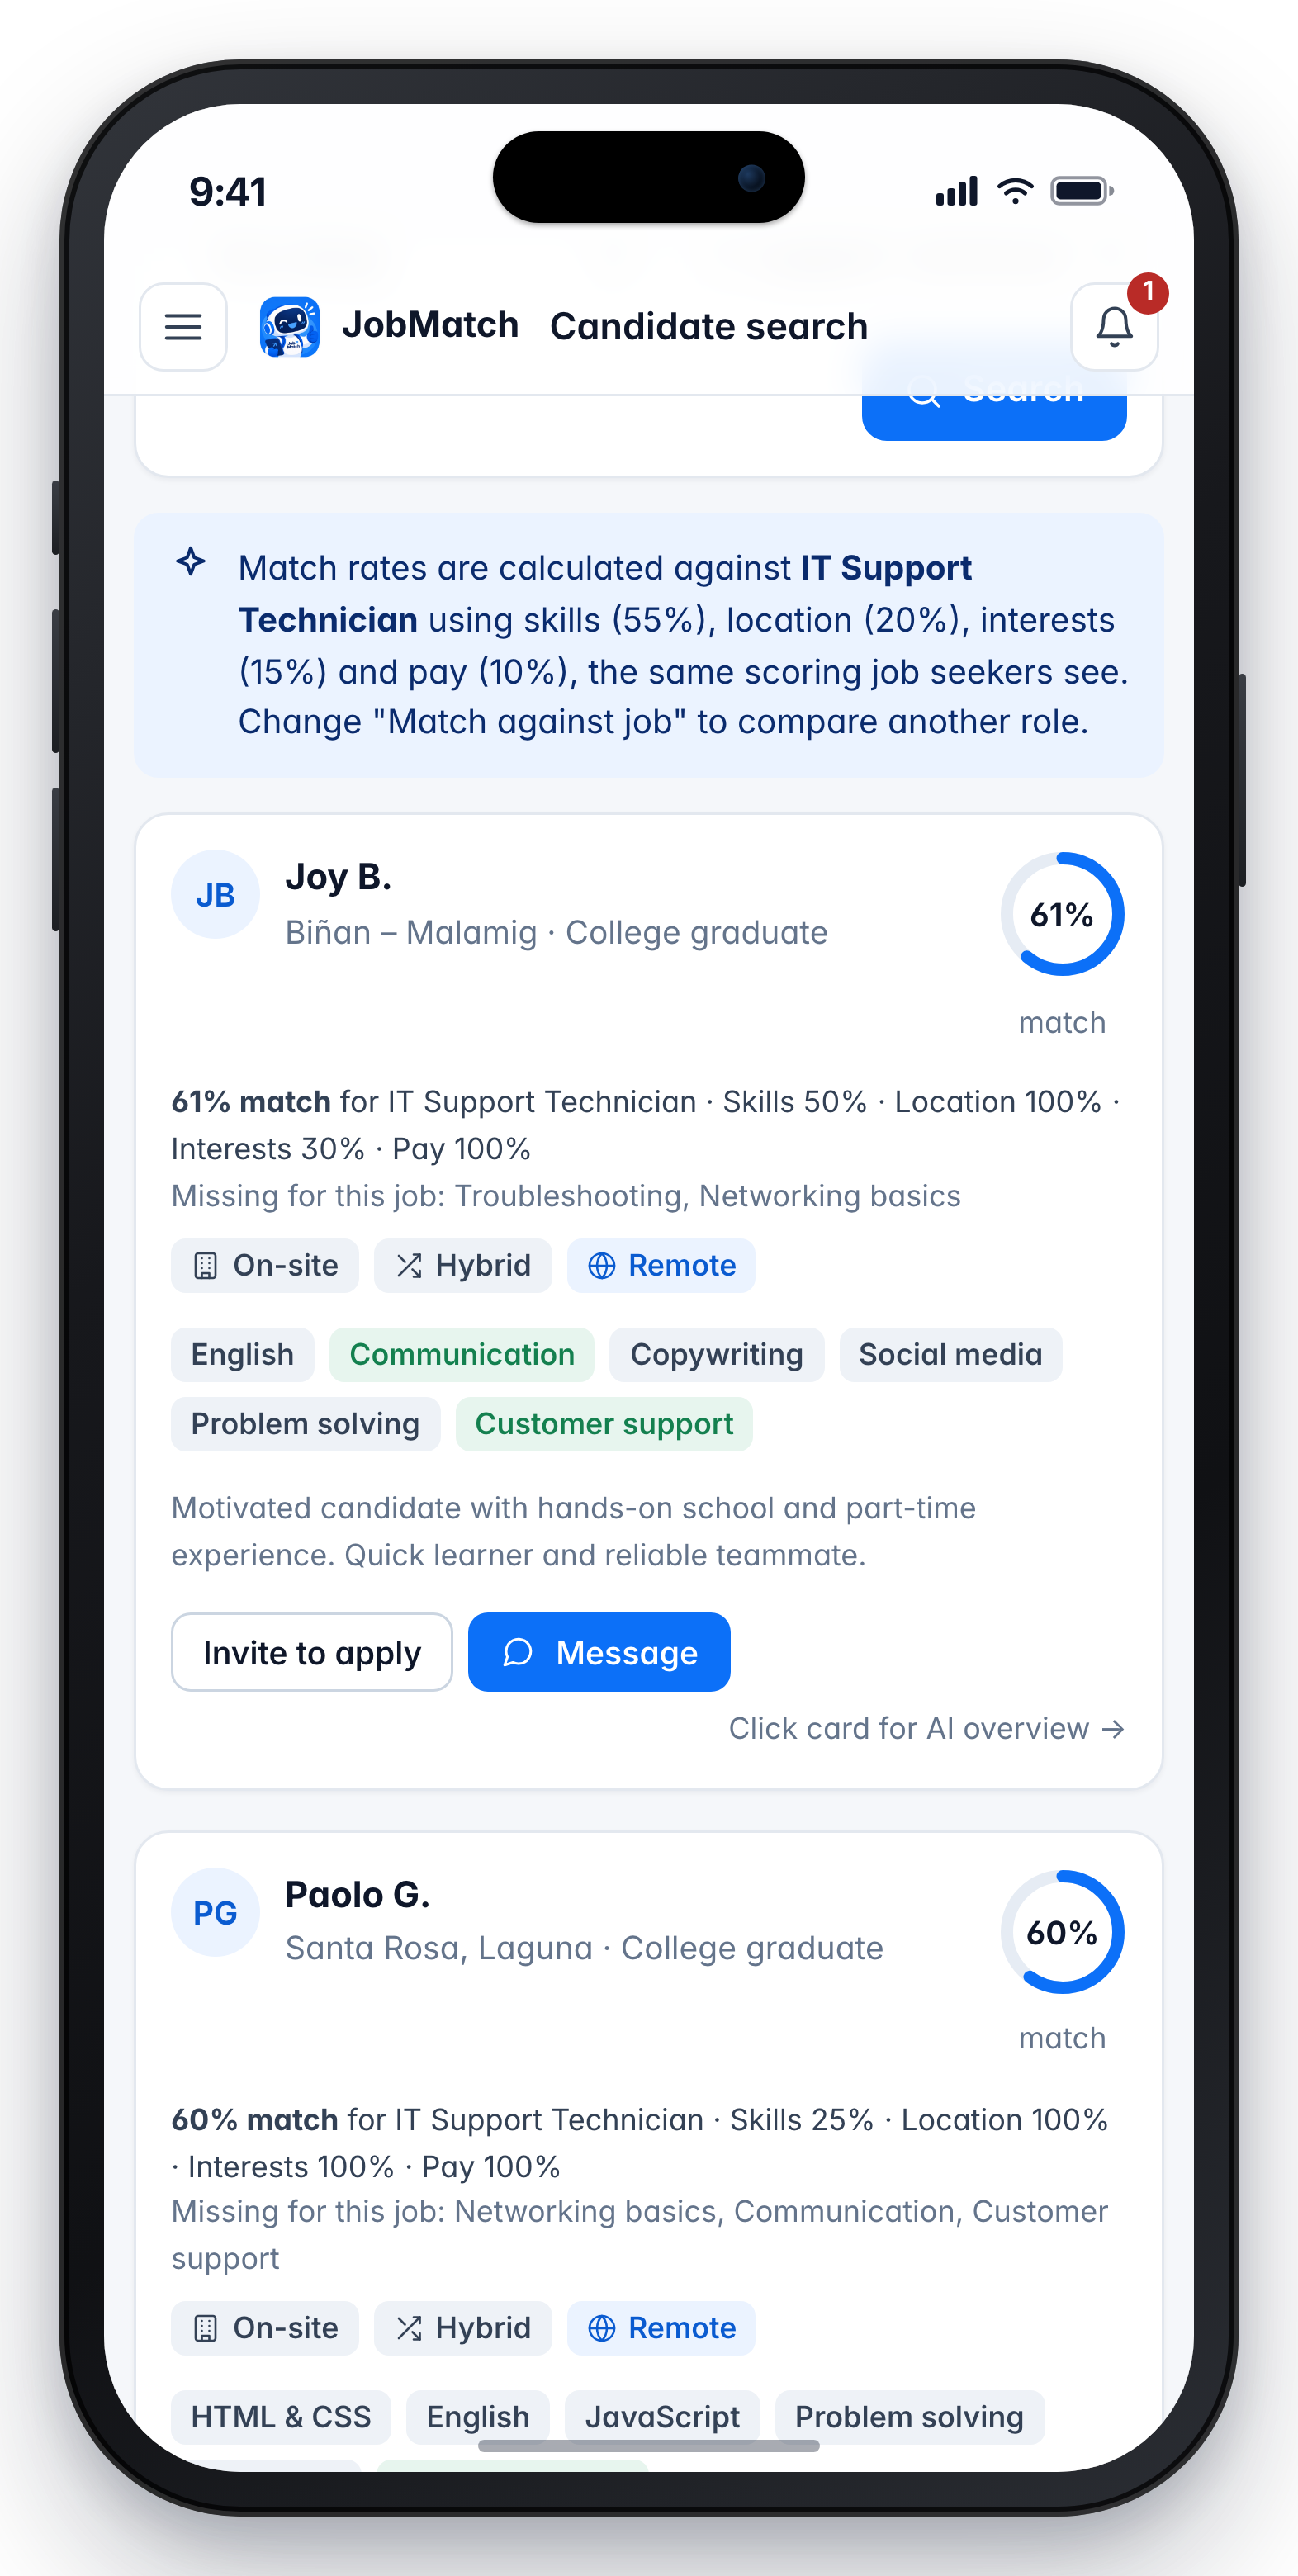 9:41
JobMatch Candidate search
1
Search
Match rates are calculated against IT Support
Technician using skills (55%), location (20%), interests
(15%) and pay (10%), the same scoring job seekers see.
Change "Match against job" to compare another role.
JB
Joy B.
Biñan – Malamig · College graduate
61%
match
61% match for IT Support Technician · Skills 50% · Location 100% ·
Interests 30% · Pay 100%
Missing for this job: Troubleshooting, Networking basics
On-site Hybrid Remote
English Communication Copywriting Social media
Problem solving Customer support
Motivated candidate with hands-on school and part-time
experience. Quick learner and reliable teammate.
Invite to apply Message
Click card for AI overview →
PG
Paolo G.
Santa Rosa, Laguna · College graduate
60%
match
60% match for IT Support Technician · Skills 25% · Location 100%
· Interests 100% · Pay 100%
Missing for this job: Networking basics, Communication, Customer
support
On-site Hybrid Remote
HTML & CSS English JavaScript Problem solving